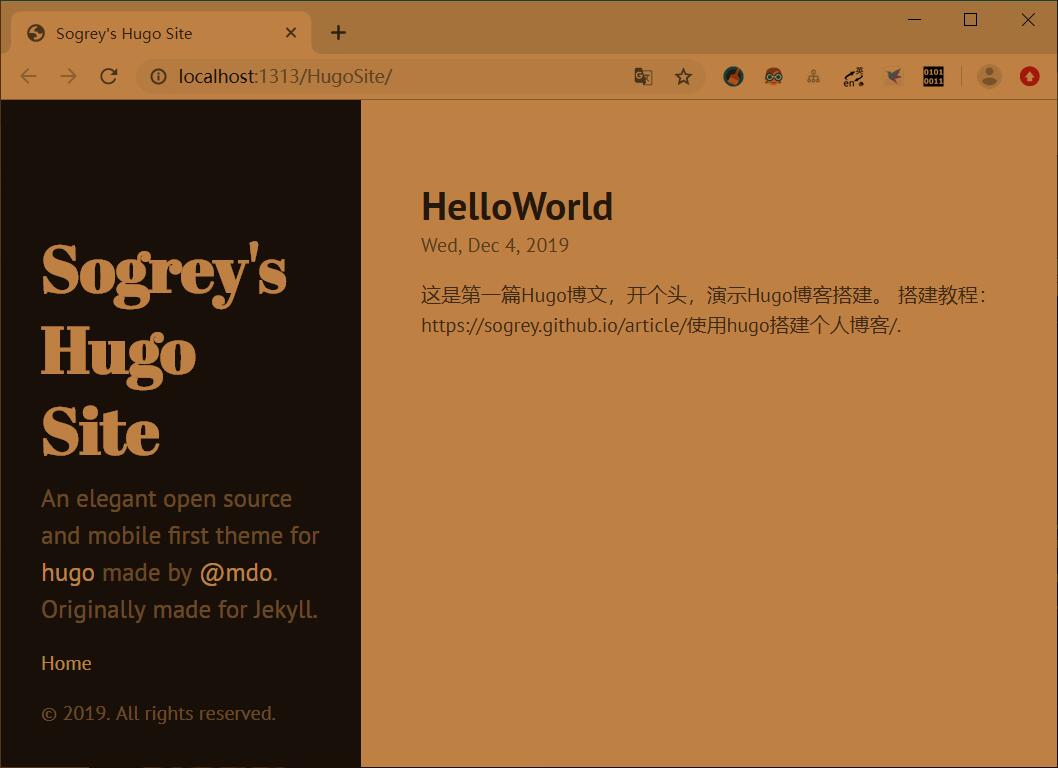 Sogrey's Hugo Site
localhost:1313/HugoSite/
英
en
0101
0011
Sogrey's
Hugo
Site
An elegant open source
and mobile first theme for
hugo made by @mdo.
Originally made for Jekyll.
Home
© 2019. All rights reserved.
HelloWorld
Wed, Dec 4, 2019
这是第一篇Hugo博文，开个头，演示Hugo博客搭建。 搭建教程：
https://sogrey.github.io/article/使用hugo搭建个人博客/.